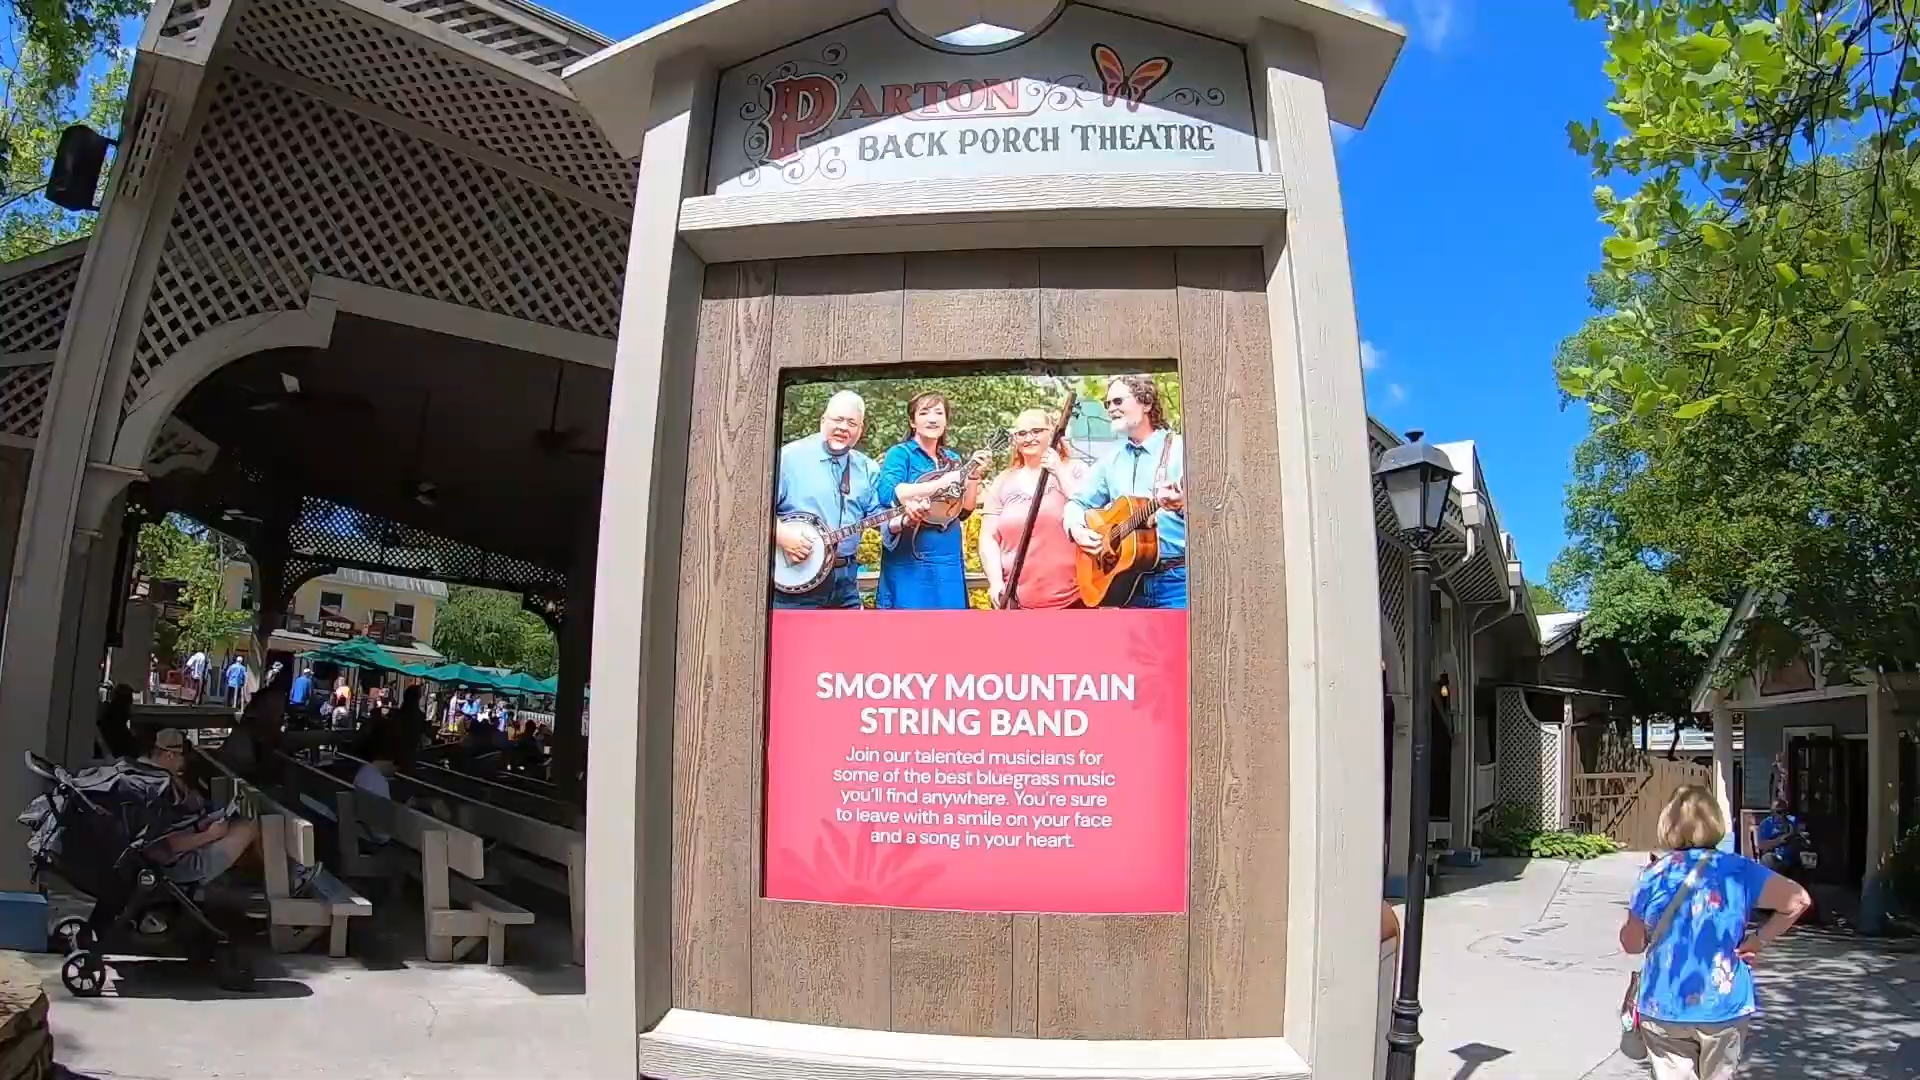 PARTON
BACK PORCH THEATRE
SMOKY MOUNTAIN
STRING BAND
Join our talented musicians for
some of the best bluegrass music
you'll find anywhere. You're sure
to leave with a smile on your face
and a song in your heart.